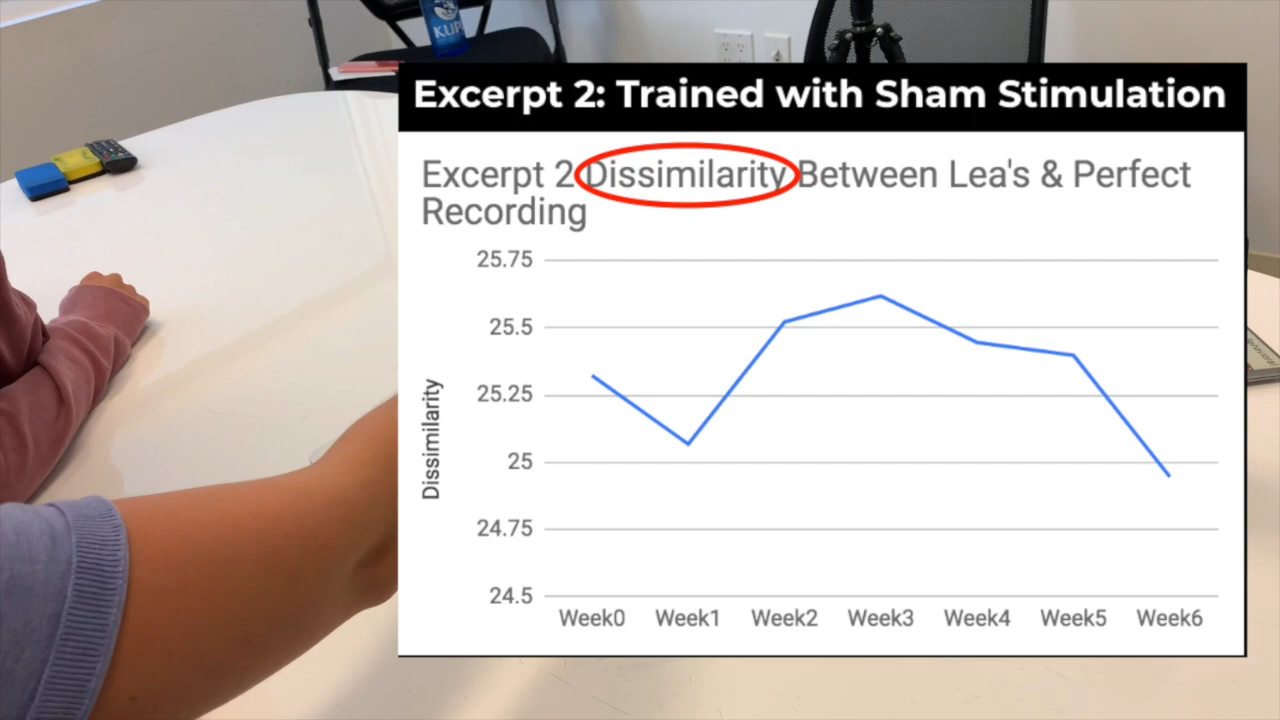 KUR
Excerpt 2: Trained with Sham Stimulation
Excerpt 2 Dissimilarity Between Lea's & Perfect
Recording
25.75
25.5
25.25
25
24.75
24.5
Dissimilarity
Week0 Week1 Week2 Week3 Week4 Week5 Week6